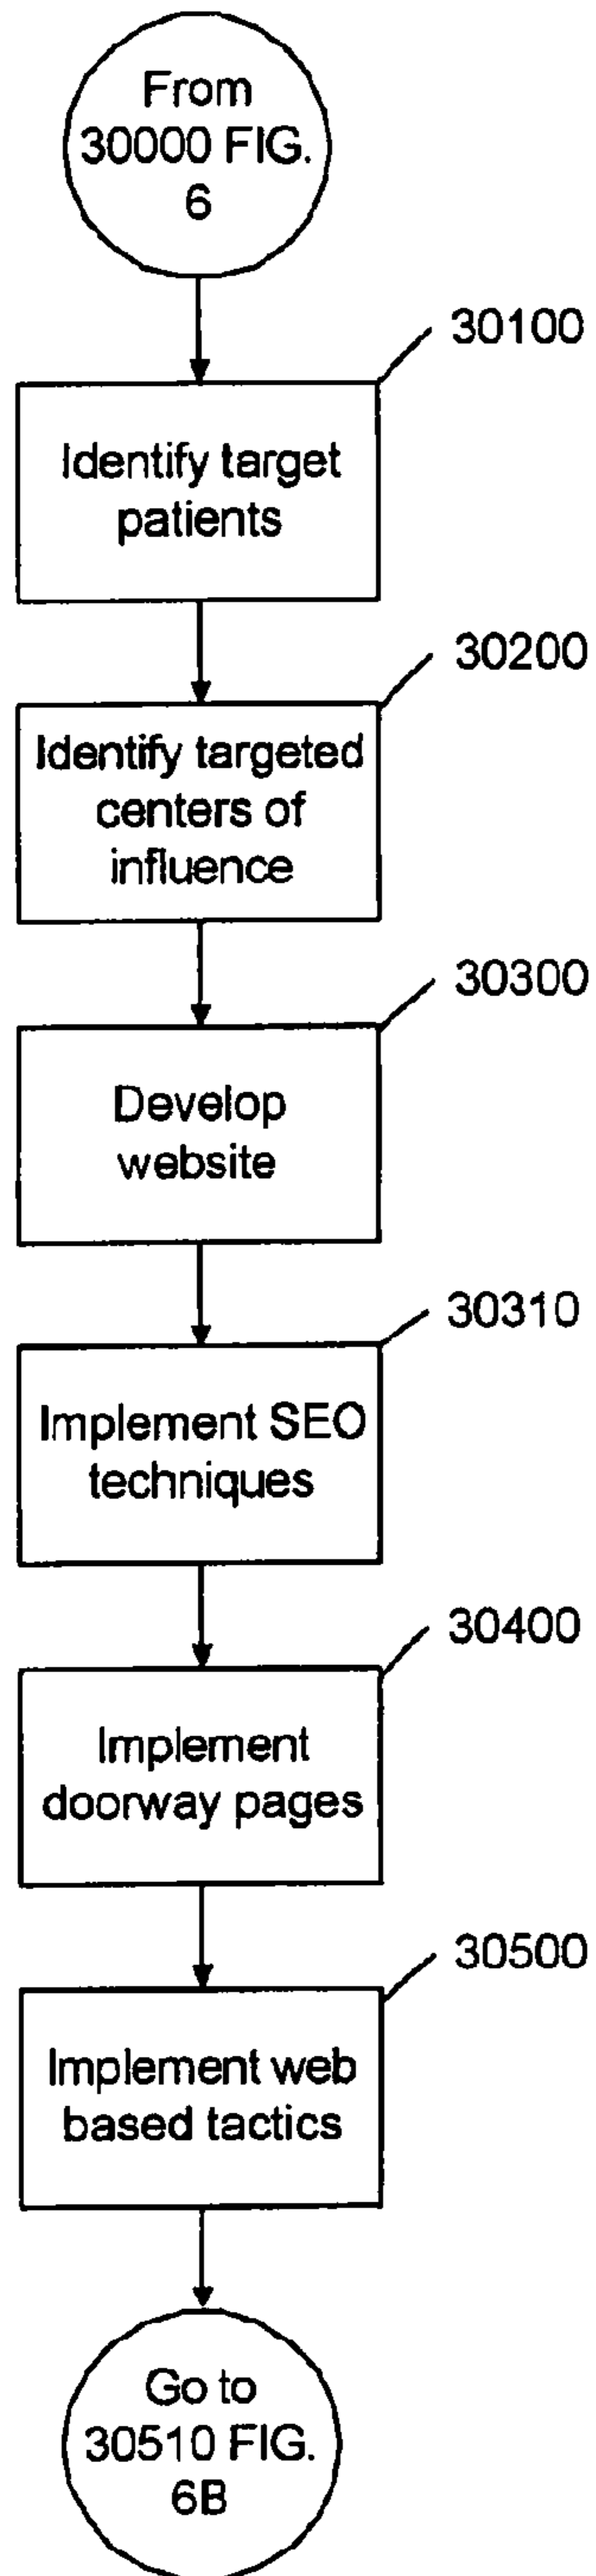 From
30000 FIG.
6
30100
Identify target
patients
30200
Identify targeted
centers of
influence
30300
Develop
website
30310
Implement SEO
techniques
30400
Implement
doorway pages
30500
Implement web
based tactics
Go to
30510 FIG.
6B